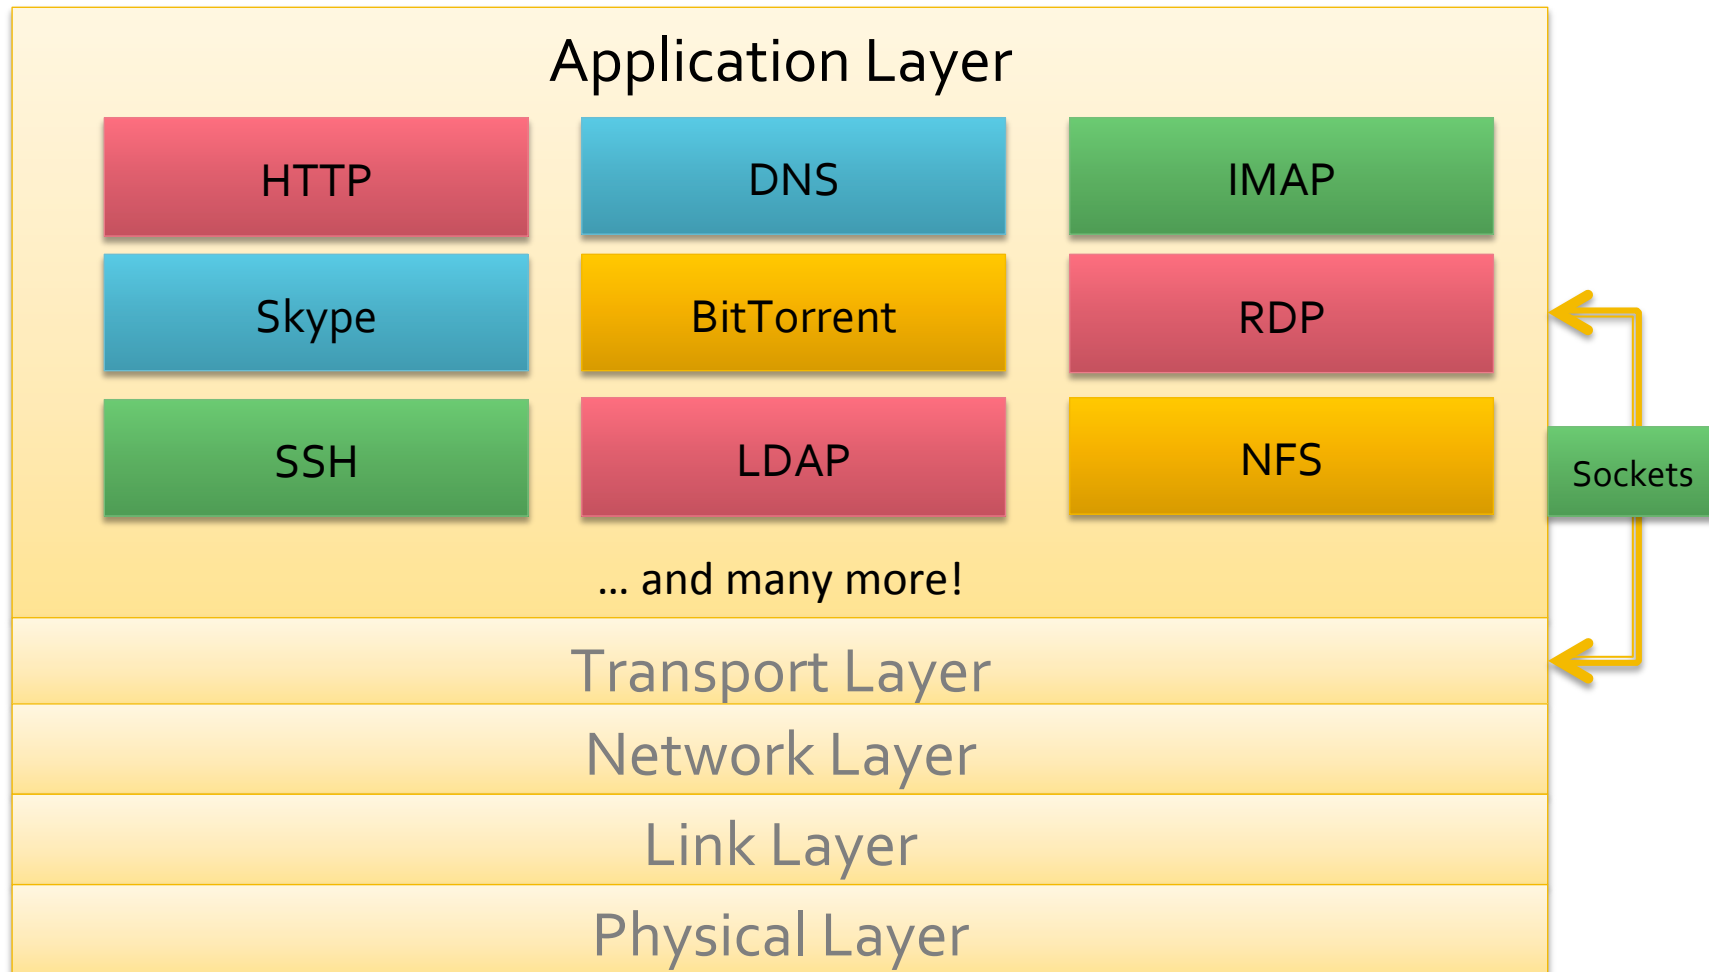 Application Layer
HTTP
DNS
IMAP
Skype
BitTorrent
RDP
SSH
LDAP
NFS
Sockets
… and many more!
Transport Layer
Network Layer
Link Layer
Physical Layer